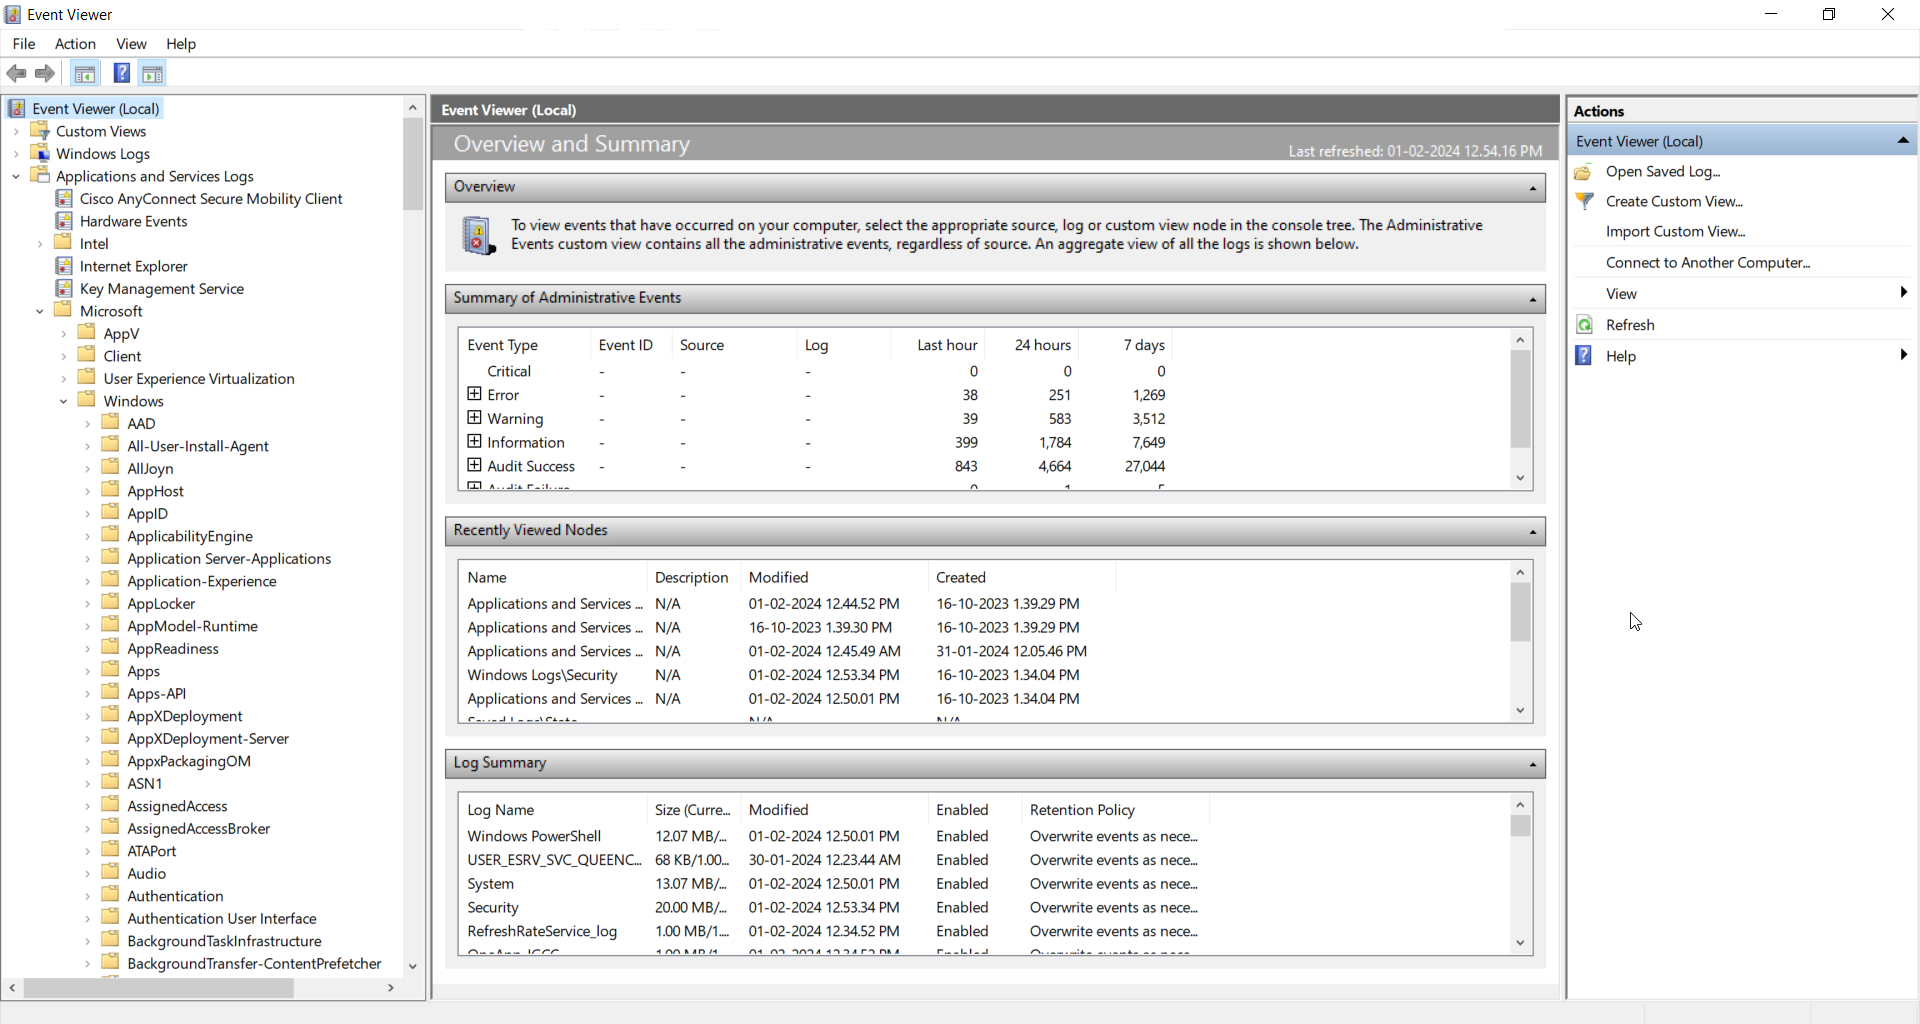 Event Viewer
File Action View Help
Event Viewer (Local)
Custom Views
Windows Logs
Applications and Services Logs
Cisco AnyConnect Secure Mobility Client
Hardware Events
Intel
Internet Explorer
Key Management Service
Microsoft
AppV
Client
User Experience Virtualization
Windows
AAD
All-User-Install-Agent
AllJoyn
AppHost
AppID
ApplicabilityEngine
Application Server-Applications
Application-Experience
AppLocker
AppModel-Runtime
AppReadiness
Apps
Apps-API
AppXDeployment
AppXDeployment-Server
AppxPackagingOM
ASN1
AssignedAccess
AssignedAccessBroker
ATAPort
Audio
Authentication
Authentication User Interface
BackgroundTaskInfrastructure
BackgroundTransfer-ContentPrefetcher
Event Viewer (Local)
Overview and Summary
Last refreshed: 01-02-2024 12.54.16 PM
Overview
To view events that have occurred on your computer, select the appropriate source, log or custom view node in the console tree. The Administrative
Events custom view contains all the administrative events, regardless of source. An aggregate view of all the logs is shown below.
Summary of Administrative Events
Event Type Event ID Source Log Last hour 24 hours 7 days
Critical - - - 0 0 0
Error - - - 38 251 1,269
Warning - - - 39 583 3,512
Information - - - 399 1,784 7,649
Audit Success - - - 843 4,664 27,044
Recently Viewed Nodes
Name Description Modified Created
Applications and Services ... N/A 01-02-2024 12.44.52 PM 16-10-2023 1.39.29 PM
Applications and Services ... N/A 16-10-2023 1.39.30 PM 16-10-2023 1.39.29 PM
Applications and Services ... N/A 01-02-2024 12.45.49 AM 31-01-2024 12.05.46 PM
Windows Logs\Security N/A 01-02-2024 12.53.34 PM 16-10-2023 1.34.04 PM
Applications and Services ... N/A 01-02-2024 12.50.01 PM 16-10-2023 1.34.04 PM
Log Summary
Log Name Size (Curre... Modified Enabled Retention Policy
Windows PowerShell 12.07 MB/... 01-02-2024 12.50.01 PM Enabled Overwrite events as nece...
USER_ESRV_SVC_QUEENC... 68 KB/1.00... 30-01-2024 12.23.44 AM Enabled Overwrite events as nece...
System 13.07 MB/... 01-02-2024 12.50.01 PM Enabled Overwrite events as nece...
Security 20.00 MB/... 01-02-2024 12.53.34 PM Enabled Overwrite events as nece...
RefreshRateService_log 1.00 MB/1.... 01-02-2024 12.34.52 PM Enabled Overwrite events as nece...
Actions
Event Viewer (Local)
Open Saved Log...
Create Custom View...
Import Custom View...
Connect to Another Computer...
View
Refresh
Help